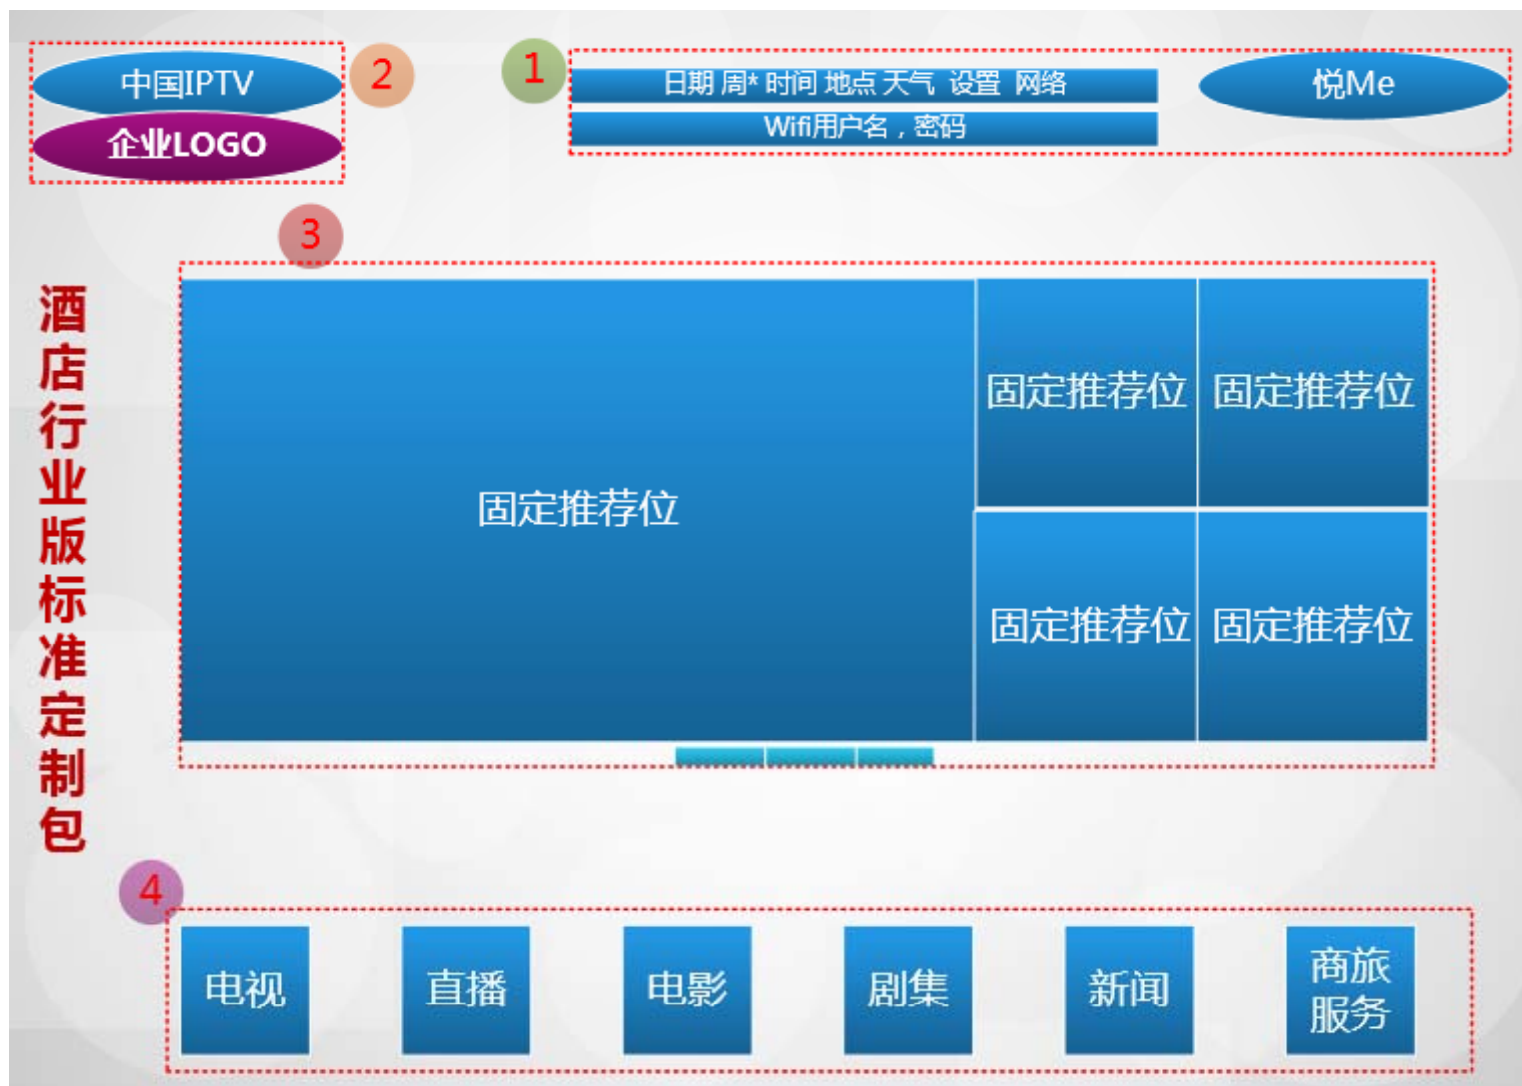 中国IPTV
企业LOGO
2
1
日期 周* 时间 地点 天气 设置 网络
Wifi用户名，密码
悦Me
3
酒店行业版标准定制包
固定推荐位
固定推荐位
固定推荐位
固定推荐位
固定推荐位
4
电视
直播
电影
剧集
新闻
商旅
服务